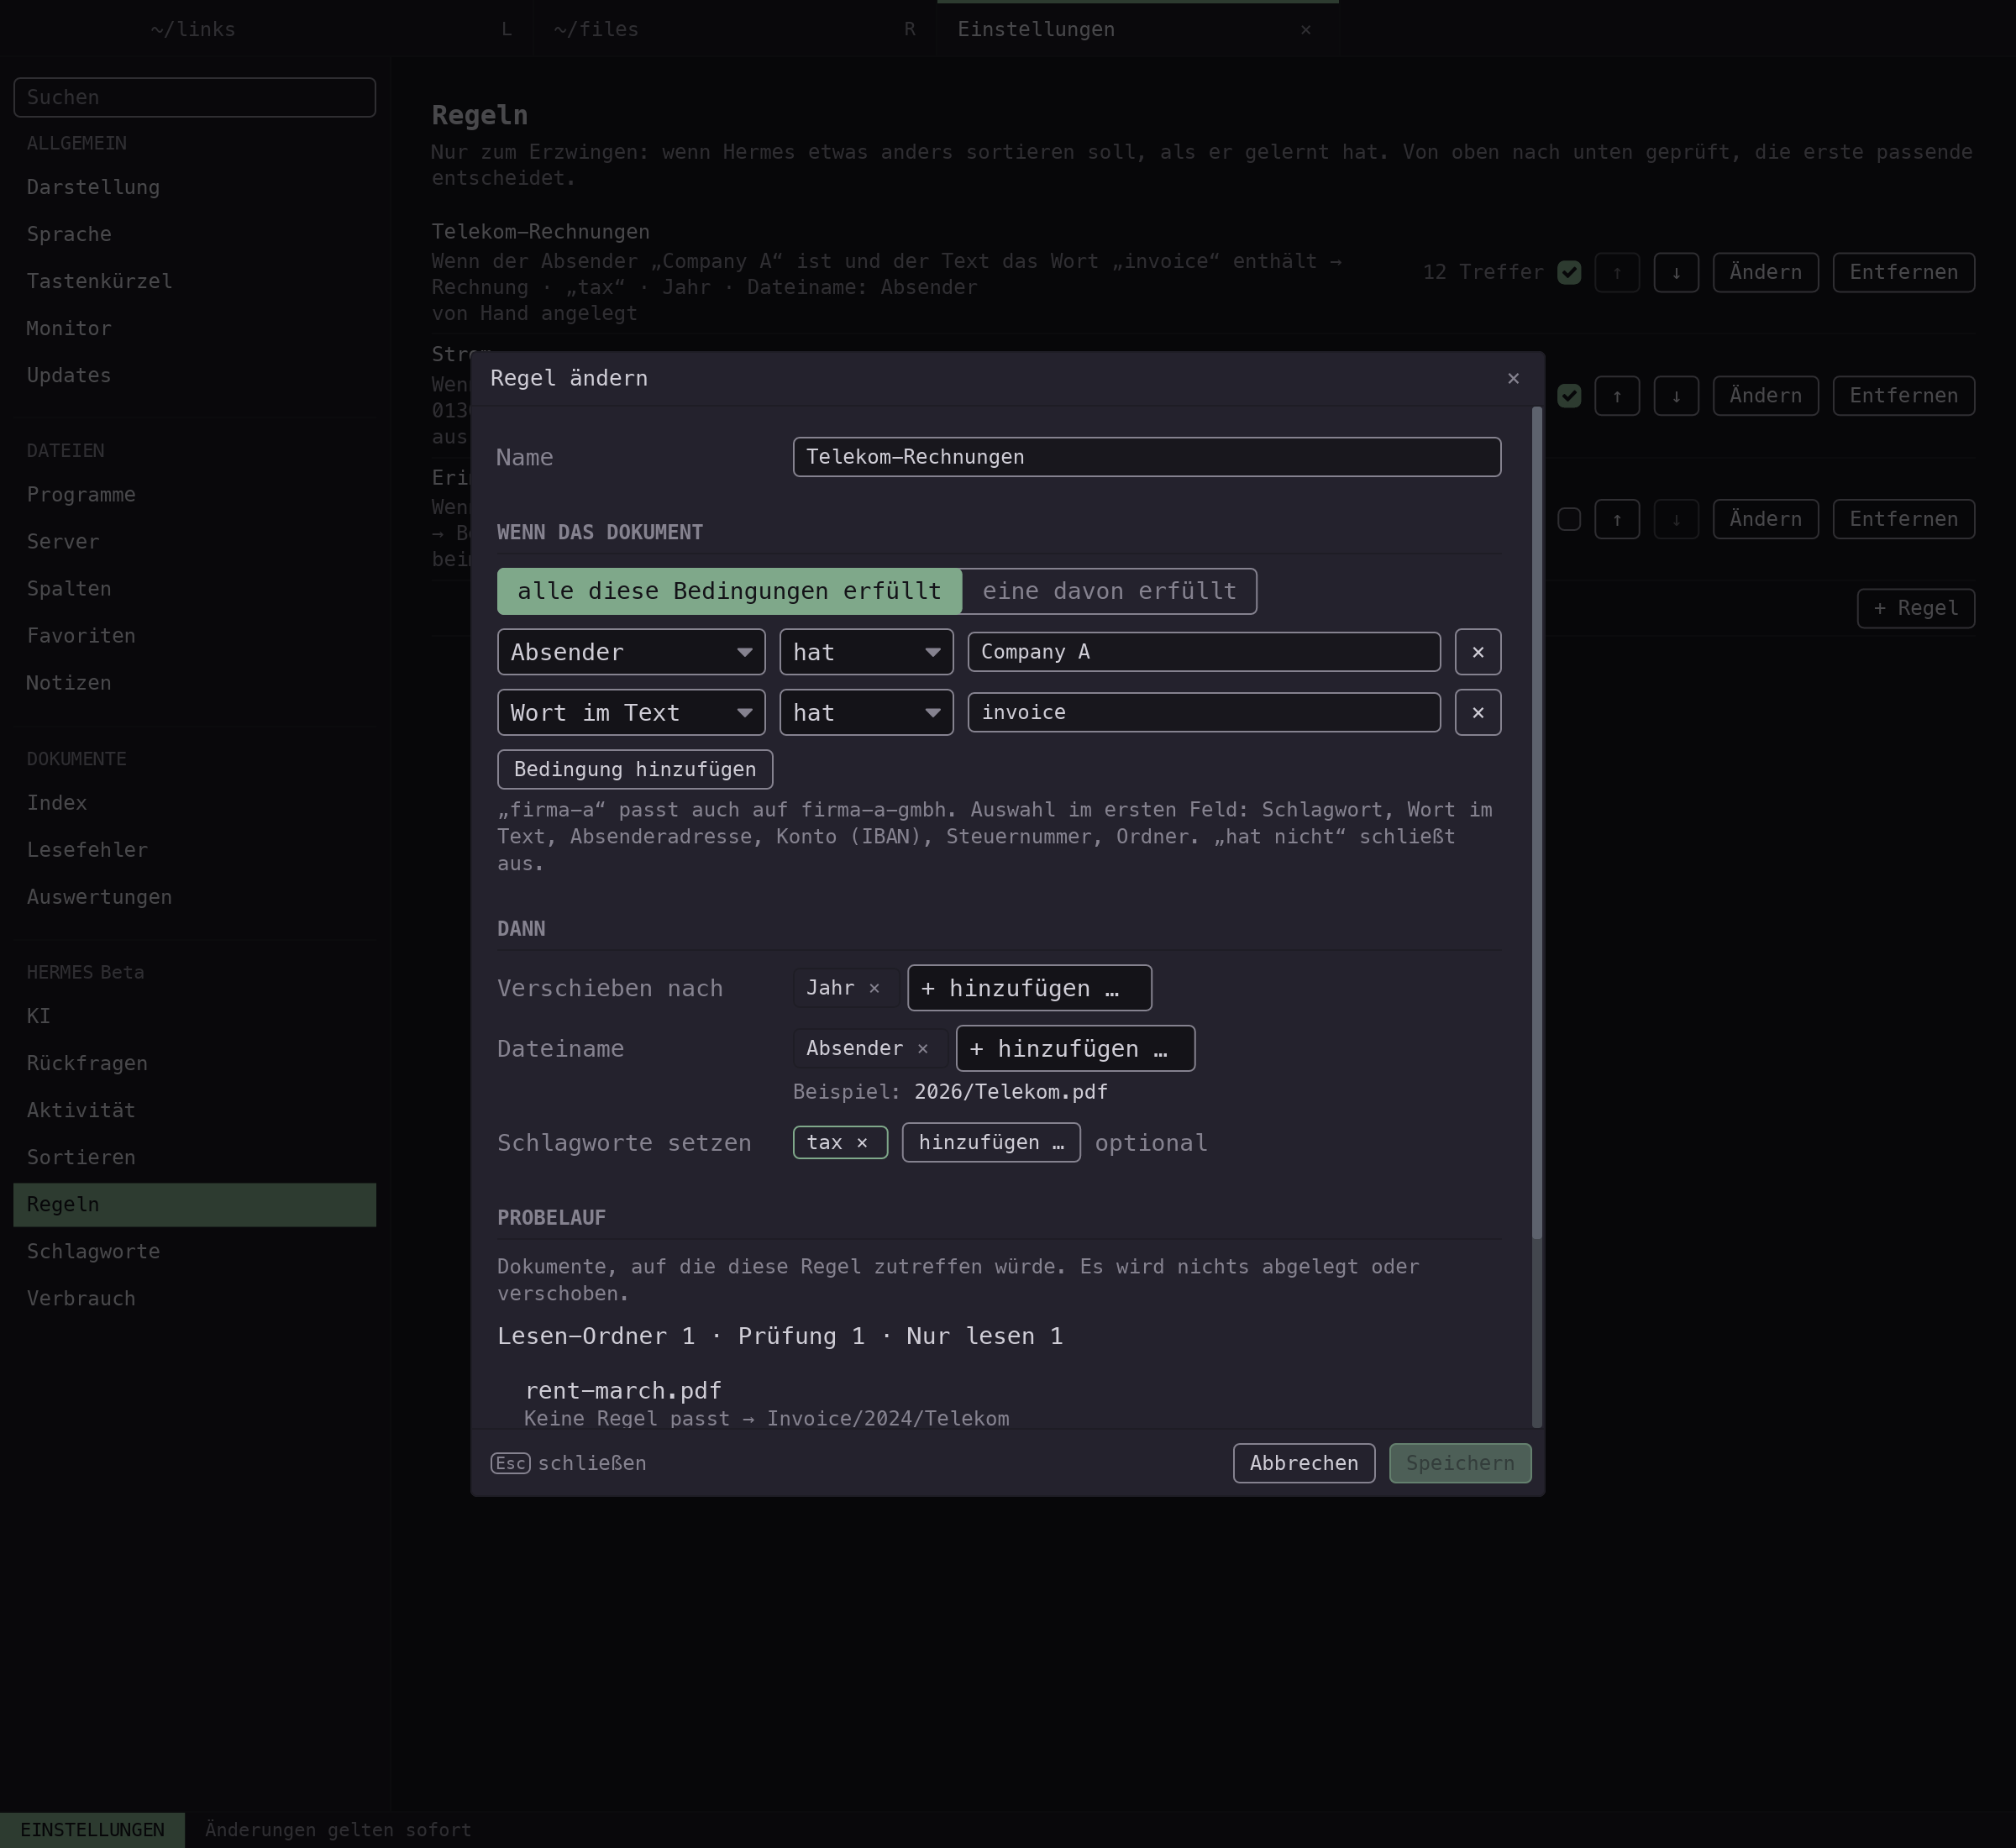 ~/links L ~/files R Einstellungen ×
Suchen
ALLGEMEIN
Darstellung
Sprache
Tastenkürzel
Monitor
Updates
DATEIEN
Programme
Server
Spalten
Favoriten
Notizen
DOKUMENTE
Index
Lesefehler
Auswertungen
HERMES Beta
KI
Rückfragen
Aktivität
Sortieren
Regeln
Schlagworte
Verbrauch
Regeln
Nur zum Erzwingen: wenn Hermes etwas anders sortieren soll, als er gelernt hat. Von oben nach unten geprüft, die erste passende
entscheidet.
Telekom–Rechnungen
Wenn der Absender „Company A“ ist und der Text das Wort „invoice“ enthält →
Rechnung · „tax“ · Jahr · Dateiname: Absender
von Hand angelegt
12 Treffer ↑ ↓ Ändern Entfernen
↑ ↓ Ändern Entfernen
aus
↑ ↓ Ändern Entfernen
+ Regel
Regel ändern ×
Name Telekom–Rechnungen
WENN DAS DOKUMENT
alle diese Bedingungen erfüllt eine davon erfüllt
Absender hat Company A ×
Wort im Text hat invoice ×
Bedingung hinzufügen
„firma–a“ passt auch auf firma–a–gmbh. Auswahl im ersten Feld: Schlagwort, Wort im
Text, Absenderadresse, Konto (IBAN), Steuernummer, Ordner. „hat nicht“ schließt
aus.
DANN
Verschieben nach Jahr × + hinzufügen …
Dateiname Absender × + hinzufügen …
Beispiel: 2026/Telekom.pdf
Schlagworte setzen tax × hinzufügen … optional
PROBELAUF
Dokumente, auf die diese Regel zutreffen würde. Es wird nichts abgelegt oder
verschoben.
Lesen–Ordner 1 · Prüfung 1 · Nur lesen 1
rent–march.pdf
Keine Regel passt → Invoice/2024/Telekom
Esc schließen Abbrechen Speichern
EINSTELLUNGEN Änderungen gelten sofort